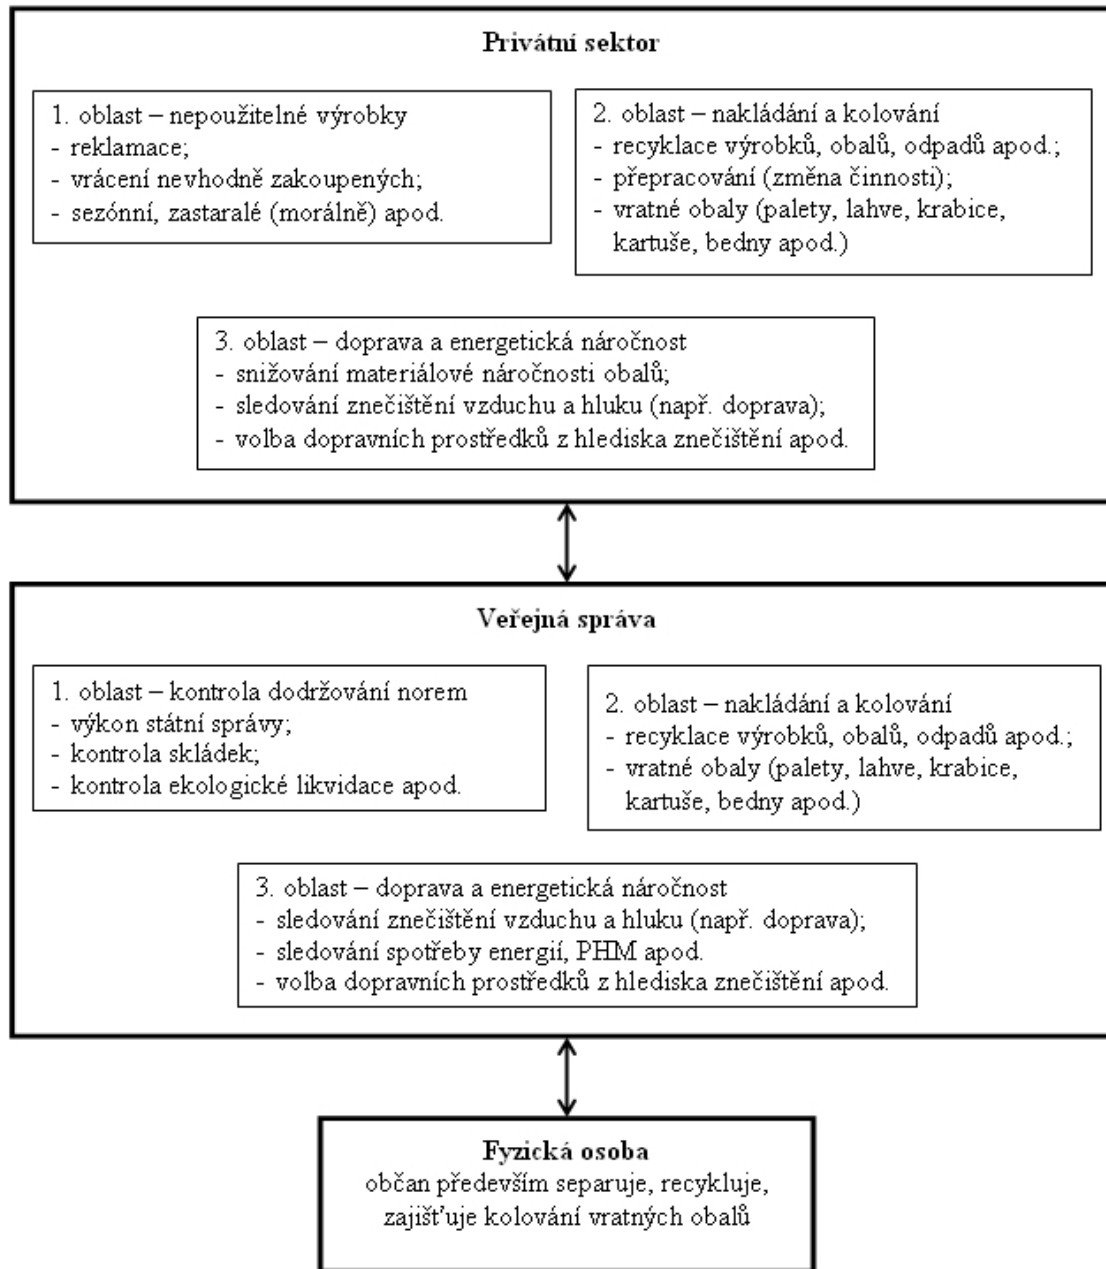 Privátní sektor
1. oblast – nepoužitelné výrobky
- reklamace;
- vrácení nevhodně zakoupených;
- sezónní, zastaralé (morálně) apod.
2. oblast – nakládání a kolování
- recyklace výrobků, obalů, odpadů apod.;
- přepracování (změna činnosti);
- vratné obaly (palety, lahve, krabice,
kartuše, bedny apod.)
3. oblast – doprava a energetická náročnost
- snižování materiálové náročnosti obalů;
- sledování znečištění vzduchu a hluku (např. doprava);
- volba dopravních prostředků z hlediska znečištění apod.
Veřejná správa
1. oblast – kontrola dodržování norem
- výkon státní správy;
- kontrola skládek;
- kontrola ekologické likvidace apod.
2. oblast – nakládání a kolování
- recyklace výrobků, obalů, odpadů apod.;
- vratné obaly (palety, lahve, krabice,
kartuše, bedny apod.)
3. oblast – doprava a energetická náročnost
- sledování znečištění vzduchu a hluku (např. doprava);
- sledování spotřeby energií, PHM apod.
- volba dopravních prostředků z hlediska znečištění apod.
Fyzická osoba
občan především separuje, recykluje,
zajišťuje kolování vratných obalů